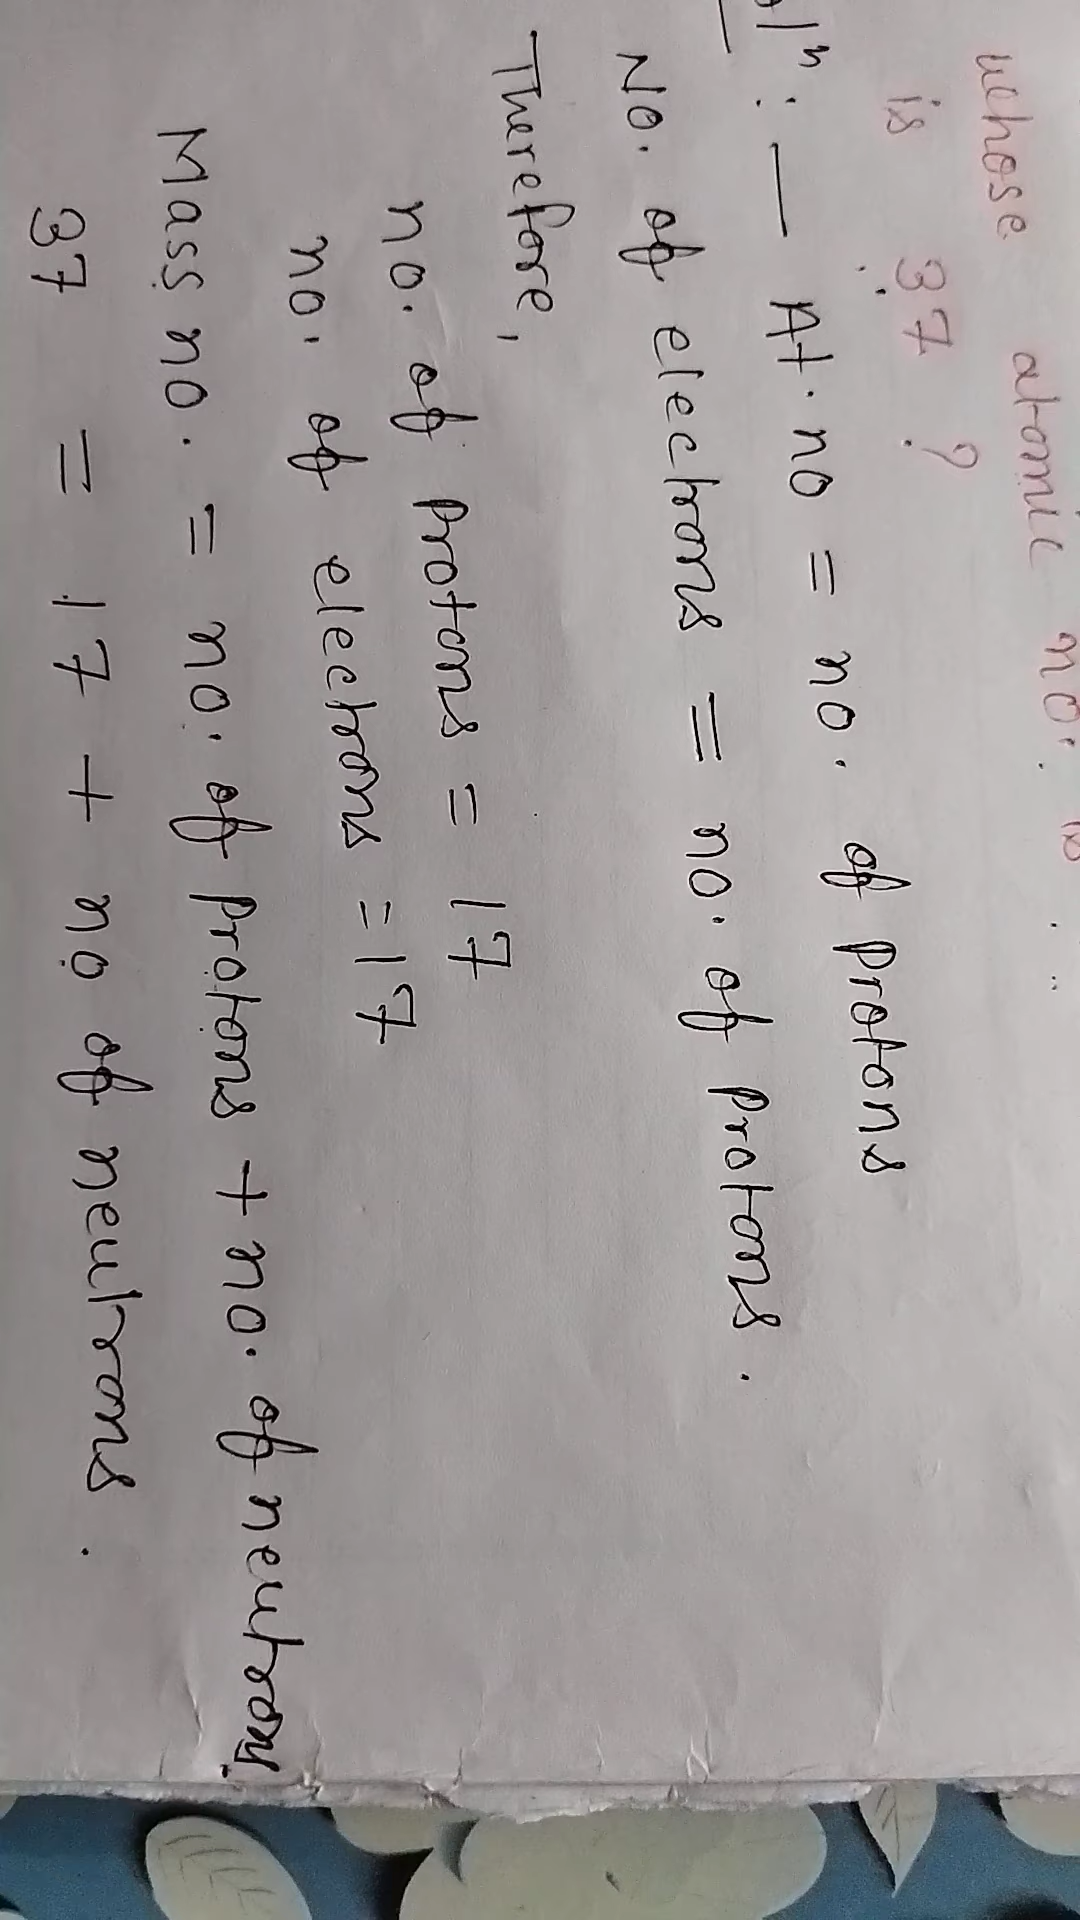 whose atomic no.
is 37 ?
At. no = no. of protons
No. of electrons = no. of protons.
Therefore,
no. of protons = 17
no. of electrons = 17
Mass no. = no. of protons + no. of neutrons
37 = 17 + no of neutrons.